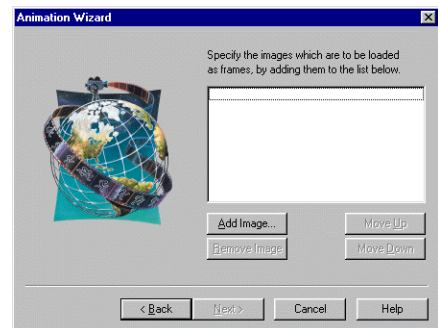 Animation Wizard
Specify the images which are to be loaded
as frames, by adding them to the list below.
Add Image...
Move Up
Remove Image
Move Down
< Back
Next >
Cancel
Help